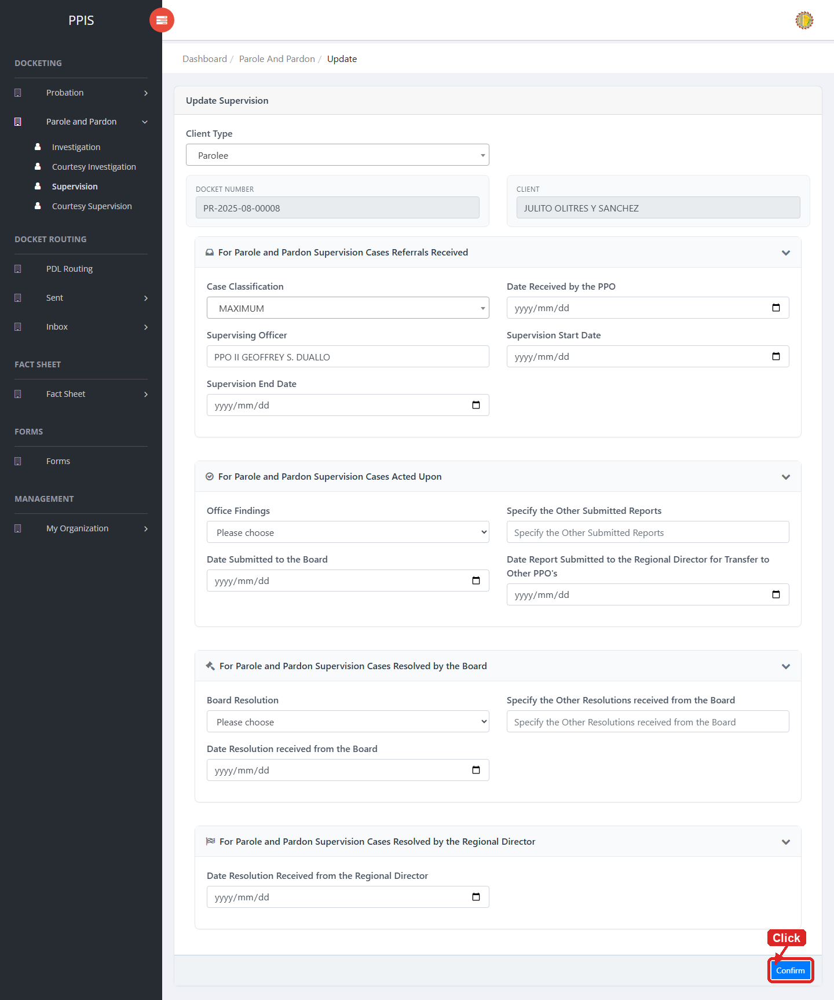 PPIS
DOCKETING
Probation
Parole and Pardon
Investigation
Courtesy Investigation
Supervision
Courtesy Supervision
DOCKET ROUTING
PDL Routing
Sent
Inbox
FACT SHEET
Fact Sheet
FORMS
Forms
MANAGEMENT
My Organization
Dashboard / Parole And Pardon / Update
Update Supervision
Client Type
Parolee
DOCKET NUMBER
PR-2025-08-00008
CLIENT
JULITO OLITRES Y SANCHEZ
For Parole and Pardon Supervision Cases Referrals Received
Case Classification
MAXIMUM
Date Received by the PPO
yyyy/mm/dd
Supervising Officer
PPO II GEOFFREY S. DUALLO
Supervision Start Date
yyyy/mm/dd
Supervision End Date
yyyy/mm/dd
For Parole and Pardon Supervision Cases Acted Upon
Office Findings
Please choose
Specify the Other Submitted Reports
Specify the Other Submitted Reports
Date Submitted to the Board
yyyy/mm/dd
Date Report Submitted to the Regional Director for Transfer to
Other PPO's
yyyy/mm/dd
For Parole and Pardon Supervision Cases Resolved by the Board
Board Resolution
Please choose
Specify the Other Resolutions received from the Board
Specify the Other Resolutions received from the Board
Date Resolution received from the Board
yyyy/mm/dd
For Parole and Pardon Supervision Cases Resolved by the Regional Director
Date Resolution Received from the Regional Director
yyyy/mm/dd
Click
Confirm